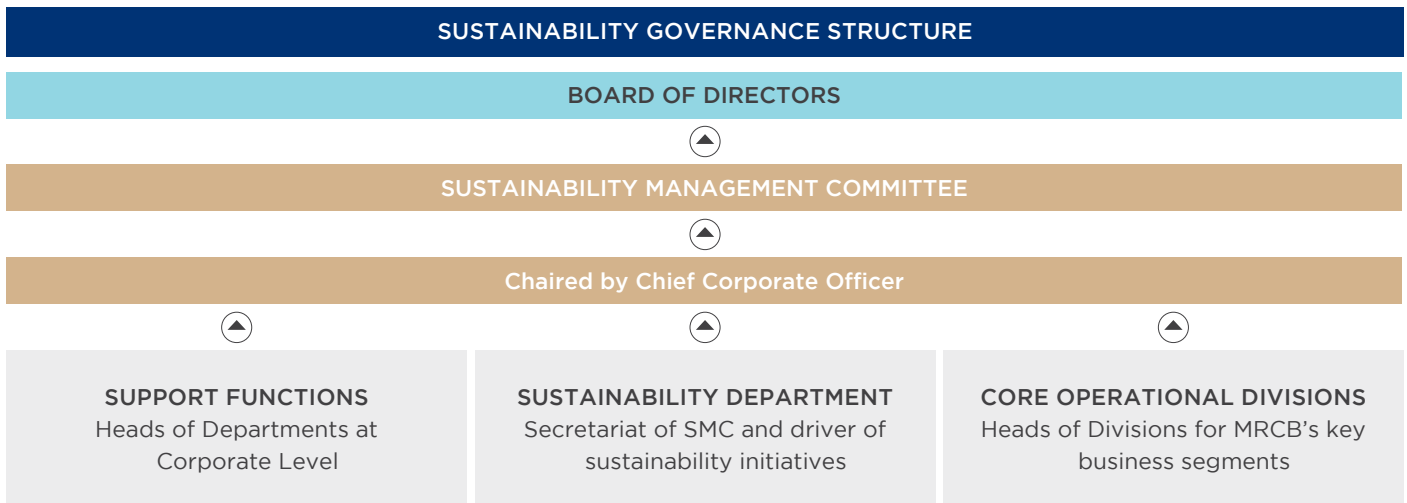 SUSTAINABILITY GOVERNANCE STRUCTURE
BOARD OF DIRECTORS
SUSTAINABILITY MANAGEMENT COMMITTEE
Chaired by Chief Corporate Officer
SUPPORT FUNCTIONS
Heads of Departments at
Corporate Level
SUSTAINABILITY DEPARTMENT
Secretariat of SMC and driver of
sustainability initiatives
CORE OPERATIONAL DIVISIONS
Heads of Divisions for MRCB’s key
business segments